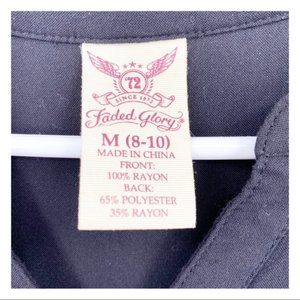 72
SINCE 1972
Faded Glory
M (8-10)
MADE IN CHINA
FRONT:
100% RAYON
BACK:
65% POLYESTER
35% RAYON